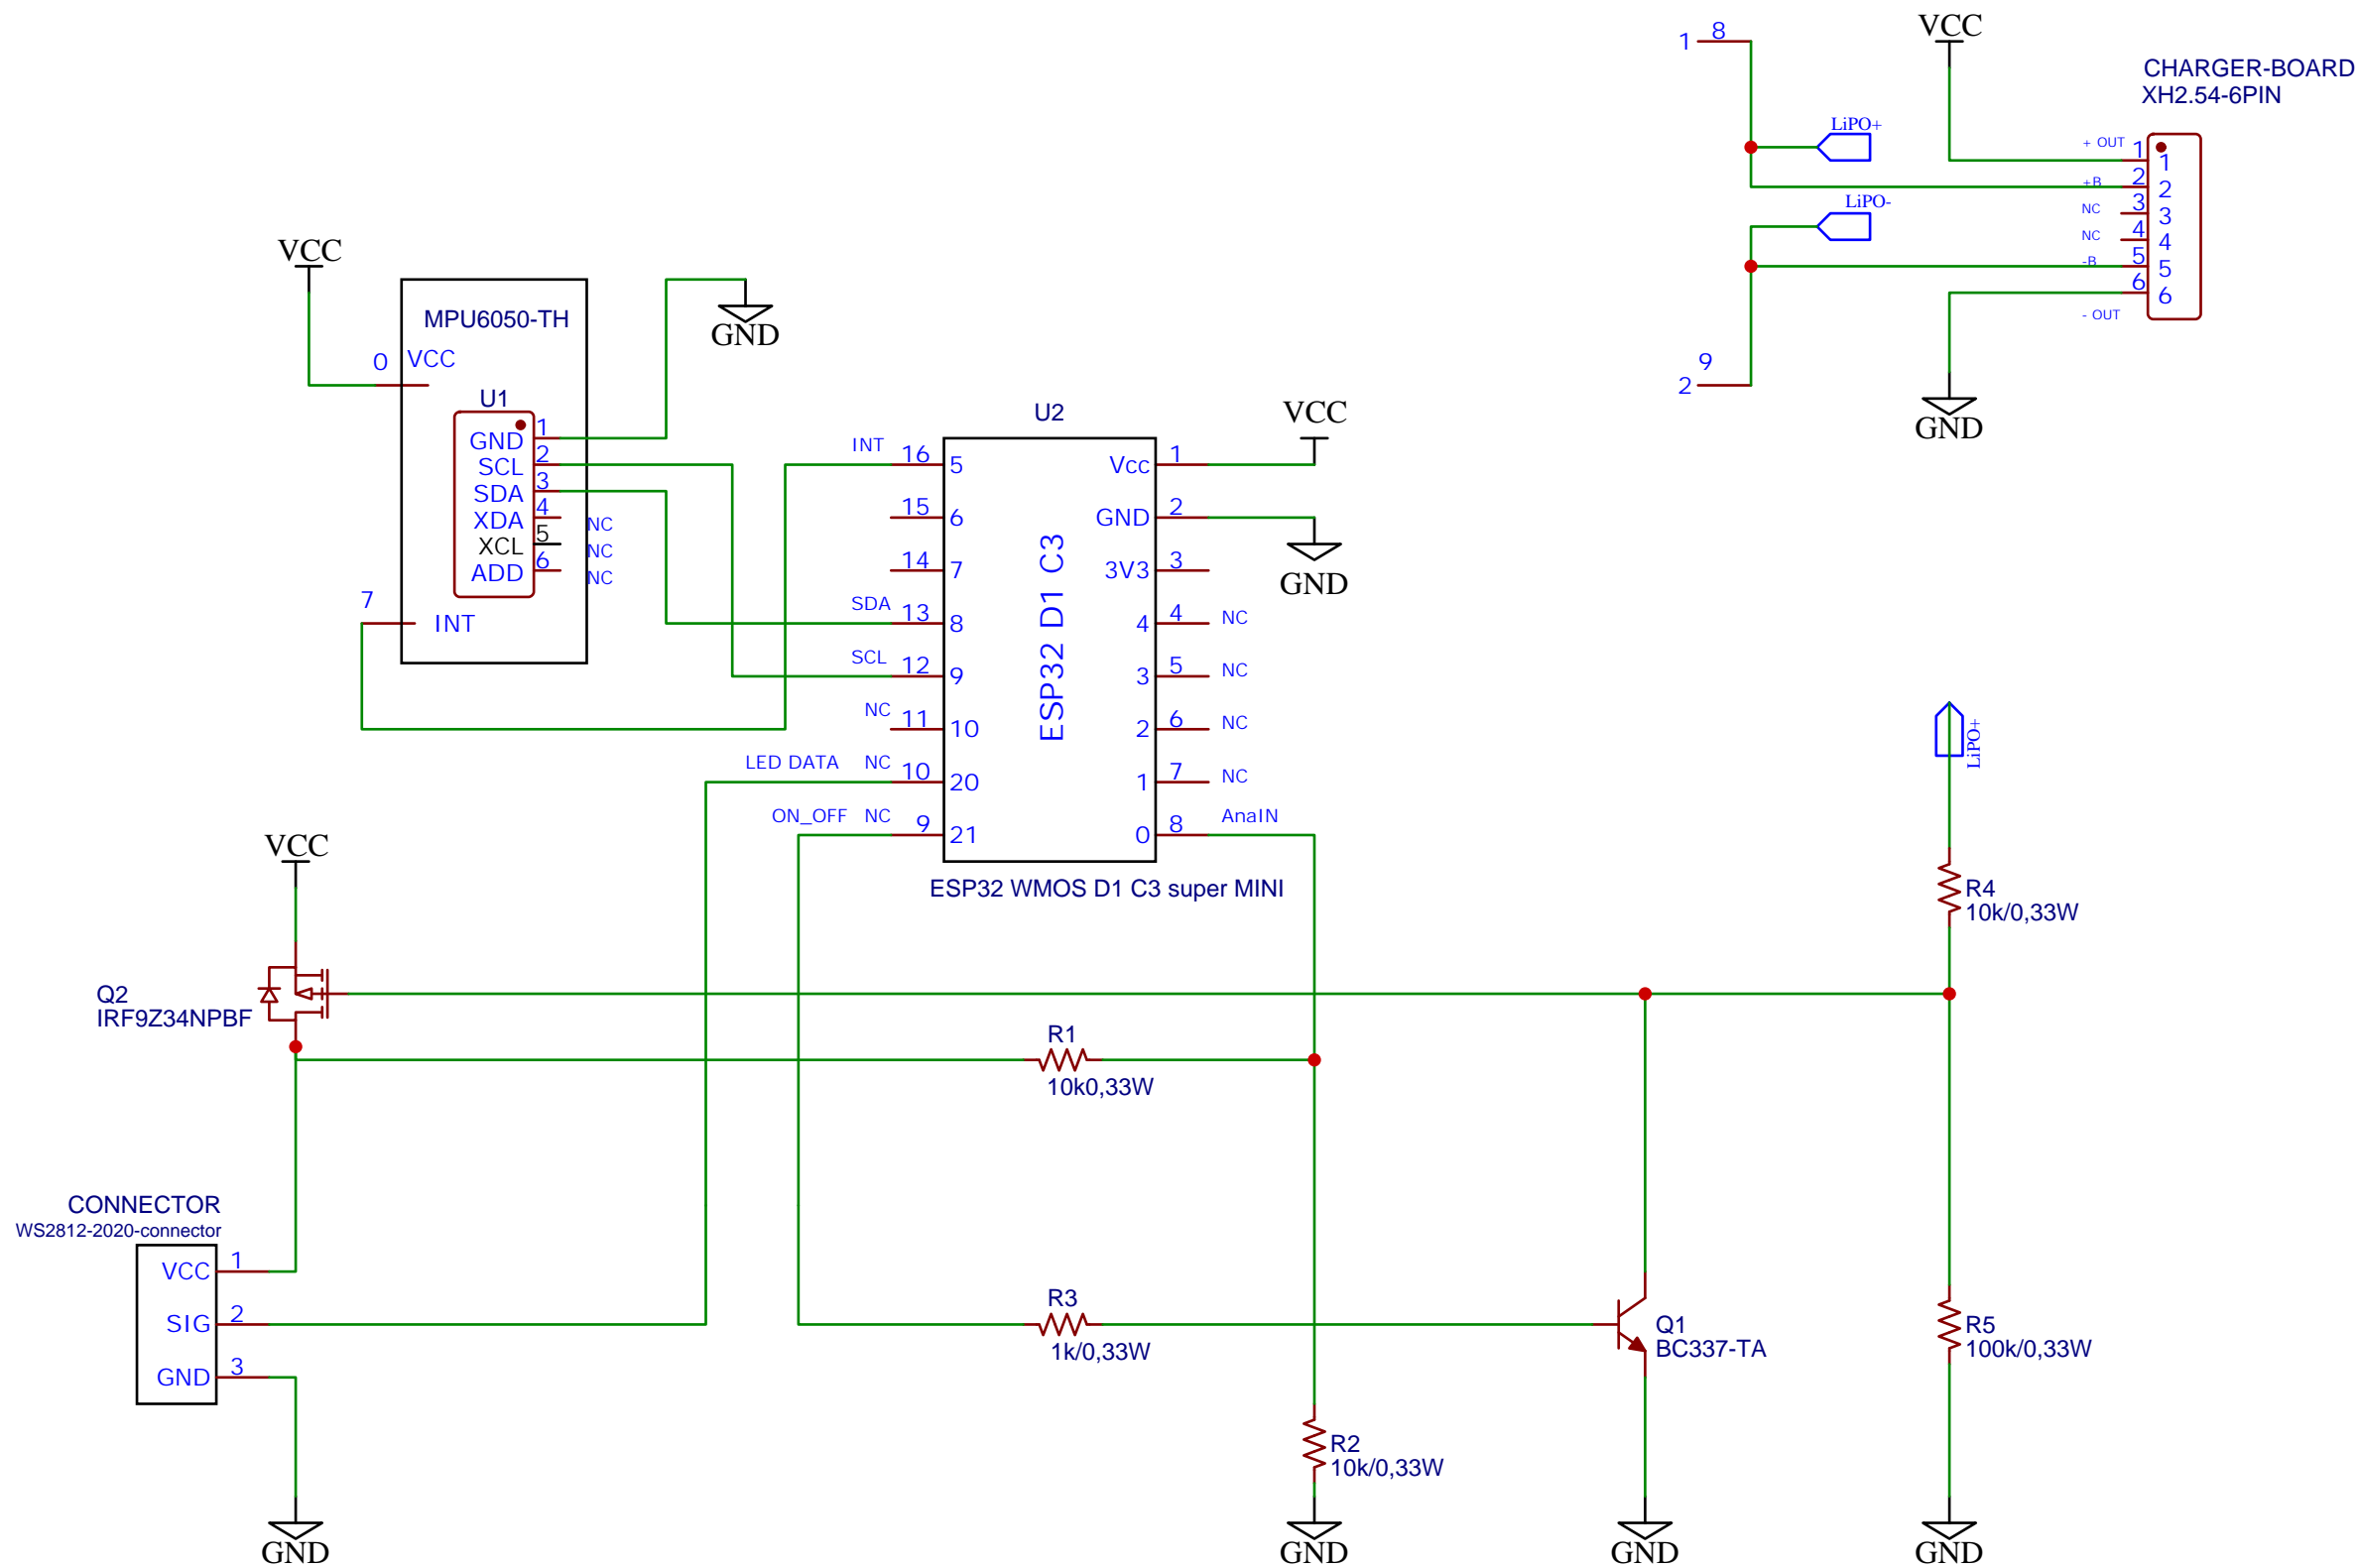 1 8
LiPO+
LiPO-
9
2
VCC
CHARGER-BOARD
XH2.54-6PIN
+ OUT 1 1
+B 2 2
NC 3 3
NC 4 4
-B 5 5
6 6
- OUT
GND
VCC
MPU6050-TH
0 VCC
U1
GND 1
SCL 2
SDA 3
XDA 4 NC
XCL 5 NC
ADD 6 NC
7 INT
GND
U2
INT 16 5
15 6
14 7
SDA 13 8
SCL 12 9
NC 11 10
LED DATA NC 10 20
ON_OFF NC 9 21
ESP32 D1 C3
Vcc 1
GND 2
3V3 3
4 4 NC
3 5 NC
2 6 NC
1 7 NC
0 8 AnaIN
ESP32 WMOS D1 C3 super MINI
VCC
GND
LiPO+
R4
10k/0,33W
VCC
Q2
IRF9Z34NPBF
R1
10k0,33W
CONNECTOR
WS2812-2020-connector
VCC 1
SIG 2
GND 3
GND
R3
1k/0,33W
R2
10k/0,33W
GND
Q1
BC337-TA
GND
R5
100k/0,33W
GND